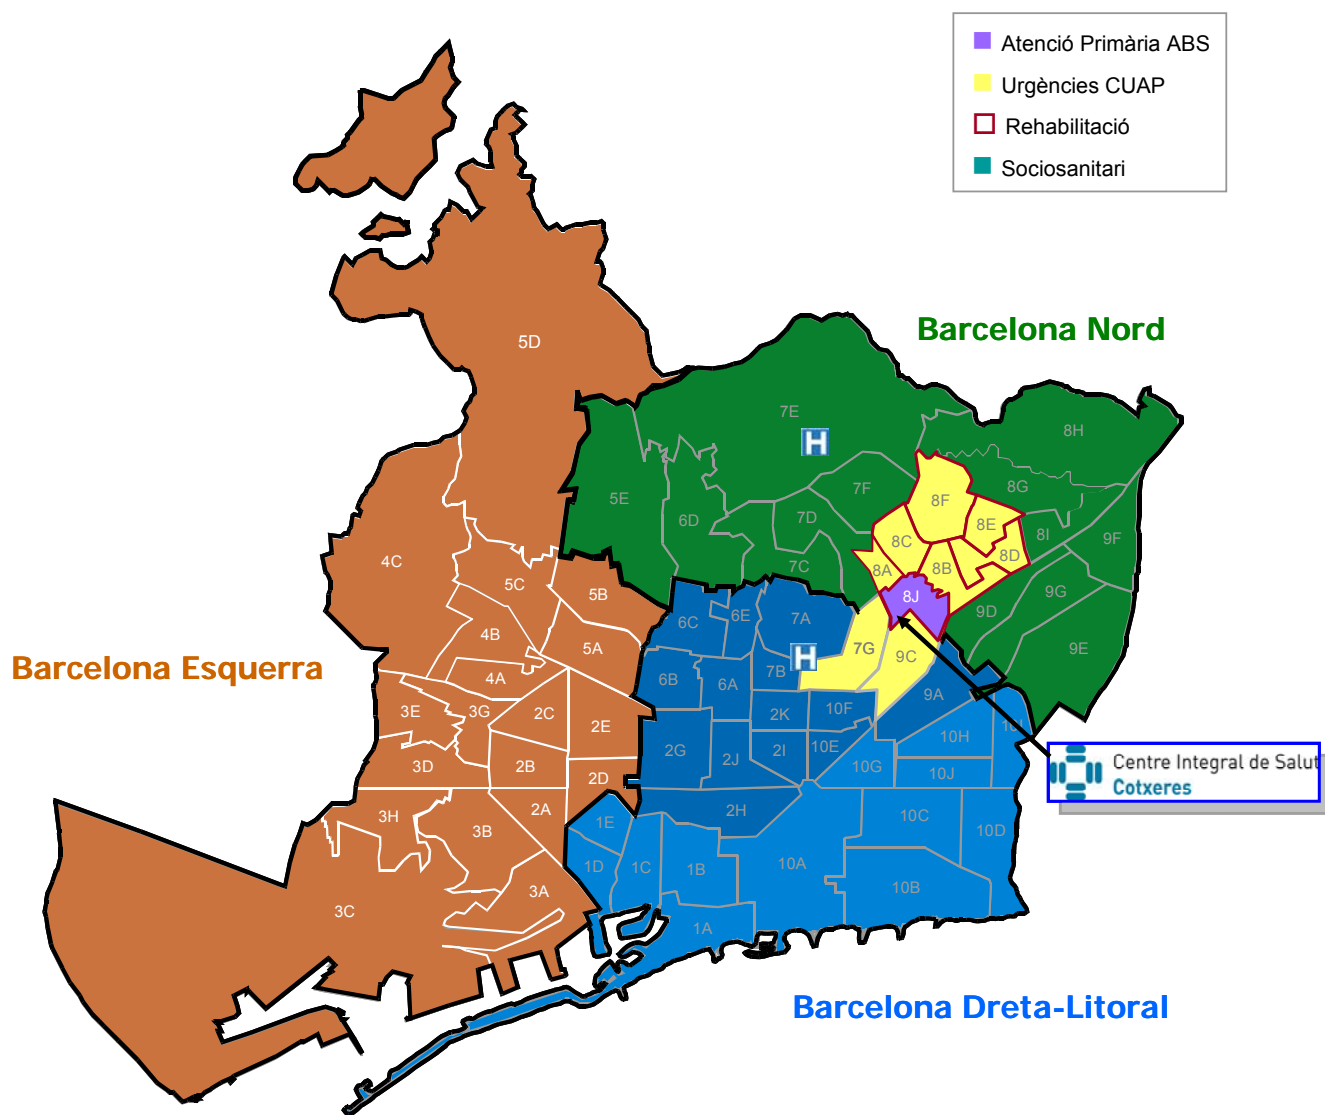 Atenció Primària ABS
Urgències CUAP
Rehabilitació
Sociosanitari
Barcelona Nord
5D
7E
8H
5E
6D
7F
7D
7C
8F
8G
8E
8C
8D
8I
9F
8A
8B
8J
9G
9D
9E
4C
5C
5B
4B
5A
4A
Barcelona Esquerra
3E
3G
2C
2E
3D
2B
2D
2A
3H
3B
3A
3C
6C
6E
7A
7B
H
H
7G
9C
6B
6A
9A
2K
10F
2G
2J
2I
10E
10H
10G
10J
2H
1E
10C
10D
1D
1C
1B
10A
10B
1A
Centre Integral de Salut
Cotxeres
Barcelona Dreta-Litoral